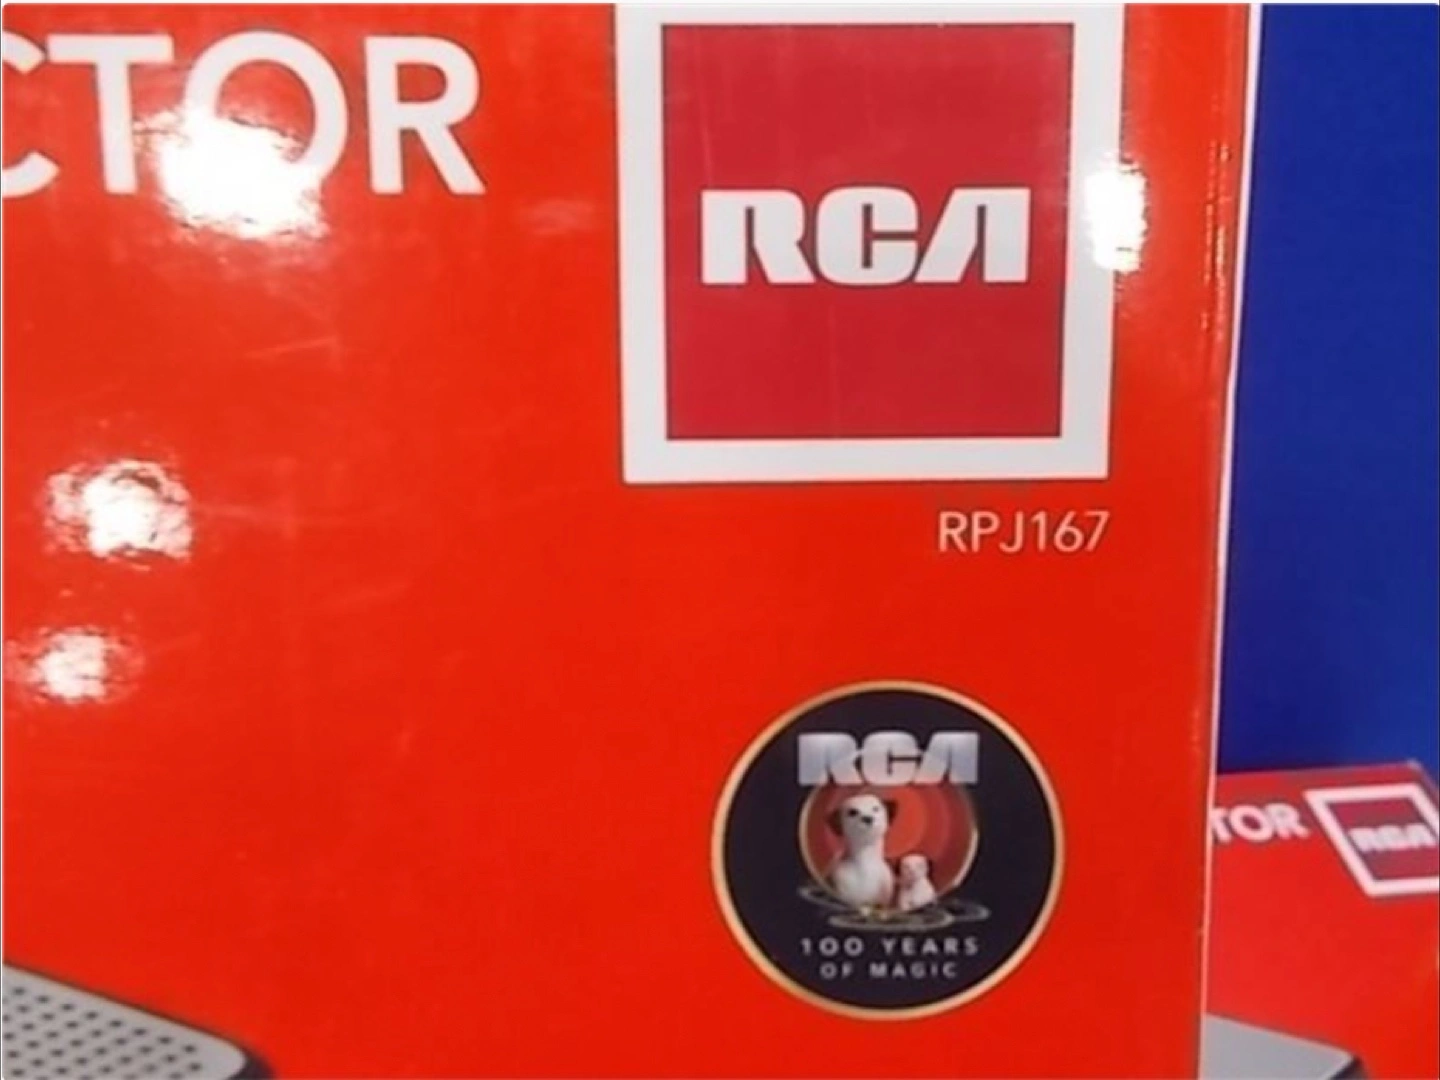 CTOR
RCA
RPJ167
RCA
100 YEARS
OF MAGIC
TOR
RCA